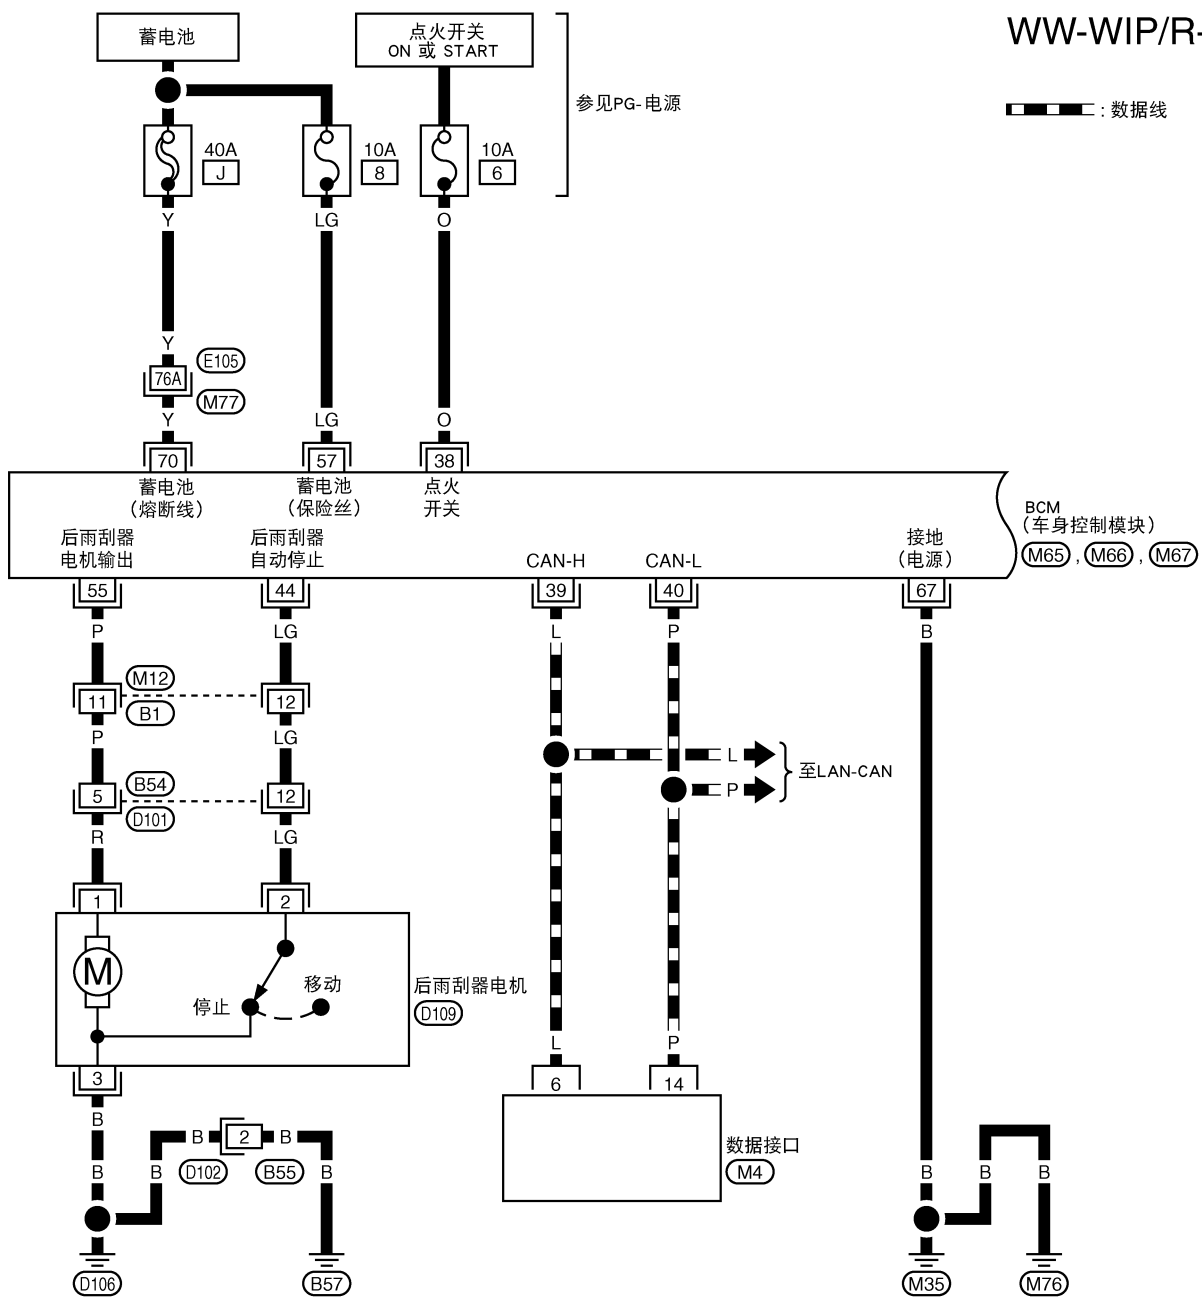 WW-WIP/R-
蓄电池
点火开关
ON 或 START
参见PG-电源
: 数据线
40A
J
10A
8
10A
6
Y
LG
O
Y
E105
76A
M77
Y
LG
O
70
57
38
蓄电池
(熔断线)
蓄电池
(保险丝)
点火
开关
BCM
(车身控制模块)
M65 , M66 , M67
后雨刮器
电机输出
后雨刮器
自动停止
CAN-H
CAN-L
接地
(电源)
55
44
39
40
67
P
LG
L
P
B
M12
11
12
B1
P
LG
L
至LAN-CAN
P
B54
5
12
D101
R
LG
1
2
M
停止
移动
后雨刮器电机
D109
L
P
3
6
14
B
B
2
B
数据接口
M4
B
B
D102
B55
B
B
B
B
D106
B57
M35
M76